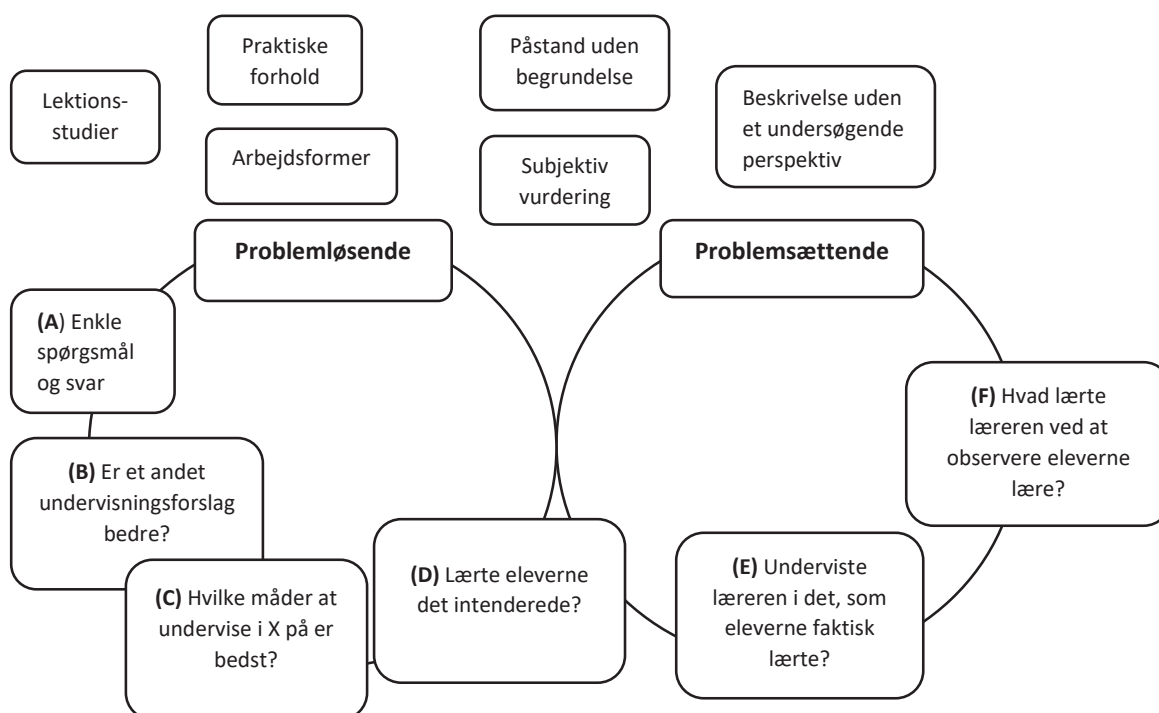 Lektions-
studier
Praktiske
forhold
Arbejdsformer
Påstand uden
begrundelse
Subjektiv
vurdering
Beskrivelse uden
et undersøgende
perspektiv
Problemløsende
Problemsættende
(A) Enkle
spørgsmål
og svar
(B) Er et andet
undervisningsforslag
bedre?
(C) Hvilke måder at
undervise i X på er
bedst?
(D) Lærte eleverne
det intenderede?
(E) Underviste
læreren i det, som
eleverne faktisk
lærte?
(F) Hvad lærte
læreren ved at
observere eleverne
lære?